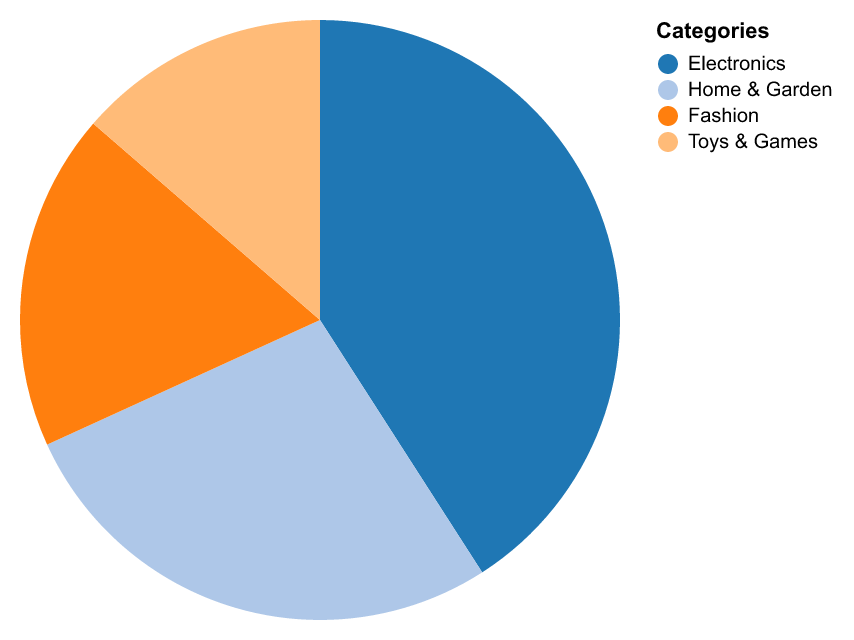 Categories
Electronics
Home & Garden
Fashion
Toys & Games